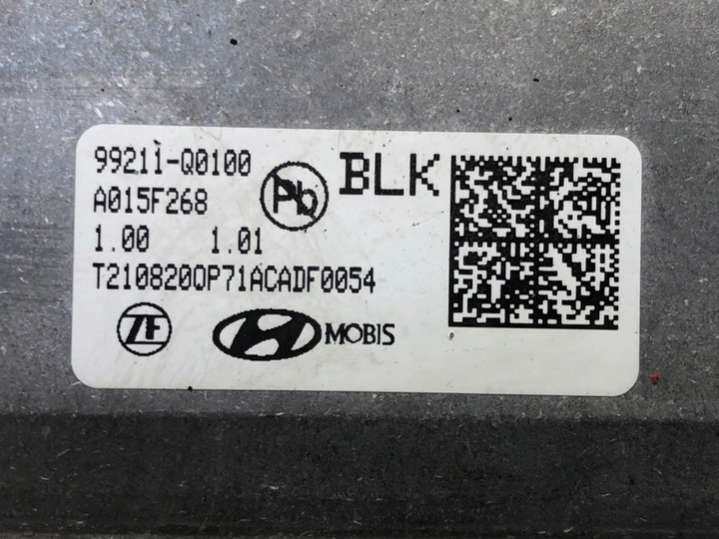 99211-Q0100
A015F268
Pb
BLK
1.00 1.01
T2108200P71ACADF0054
ZF
MOBIS